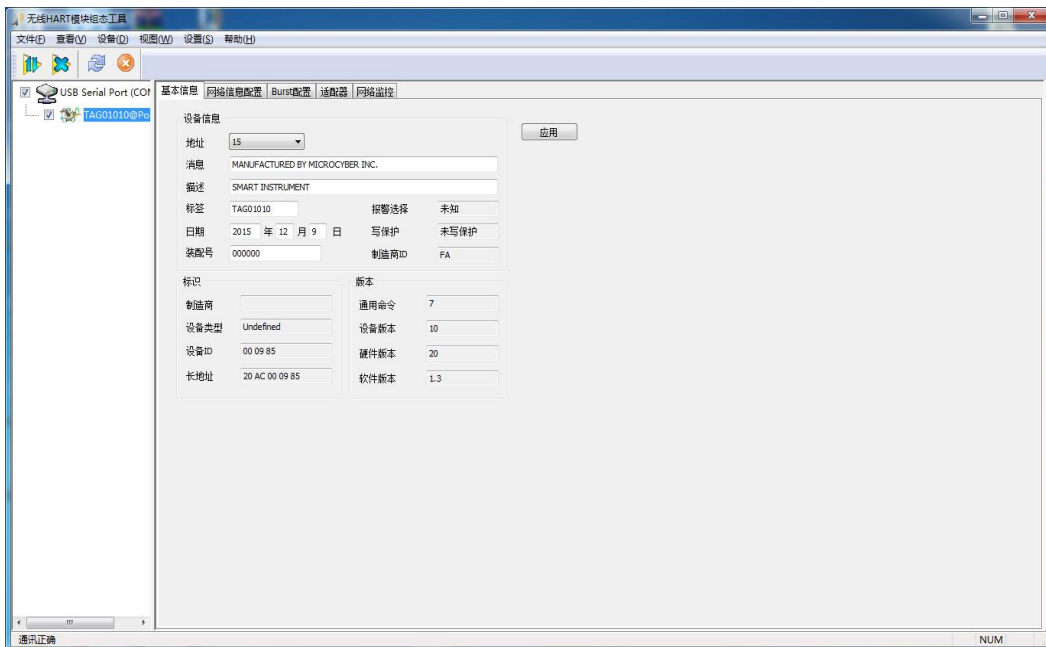 无线HART模块组态工具
文件(F) 查看(V) 设备(D) 视图(W) 设置(S) 帮助(H)
USB Serial Port (COM
TAG01010@Po
基本信息 网络信息配置 Burst配置 适配器 网络监控
设备信息
地址 15
应用
消息 MANUFACTURED BY MICROCYBER INC.
描述 SMART INSTRUMENT
标签 TAG01010 报警选择 未知
日期 2015 年 12 月 9 日 写保护 未写保护
装配号 000000 制造商ID FA
标识 版本
制造商 通用命令 7
设备类型 Undefined 设备版本 10
设备ID 00 09 85 硬件版本 20
长地址 20 AC 00 09 85 软件版本 1.3
通讯正确 NUM